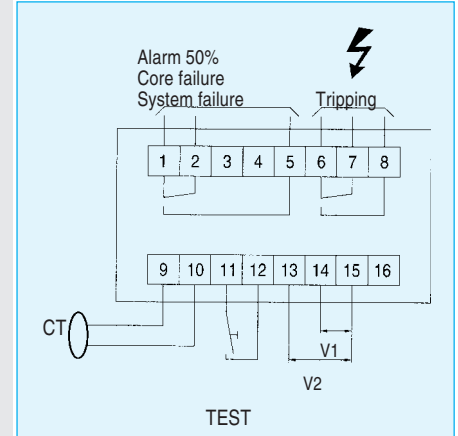 Alarm 50%
Core failure
System failure
Tripping
1 2 3 4 5 6 7 8
9 10 11 12 13 14 15 16
CT
V1
V2
TEST